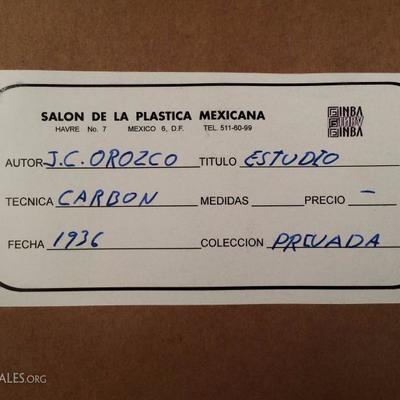 SALON DE LA PLASTICA MEXICANA
HAVRE No. 7 MEXICO 6, D.F. TEL. 511-60-99
INBA
INBA
INBA
AUTOR J.C. OROZCO TITULO ESTUDIO
TECNICA CARBON MEDIDAS PRECIO –
FECHA 1936 COLECCION PRIVADA
ALES.ORG